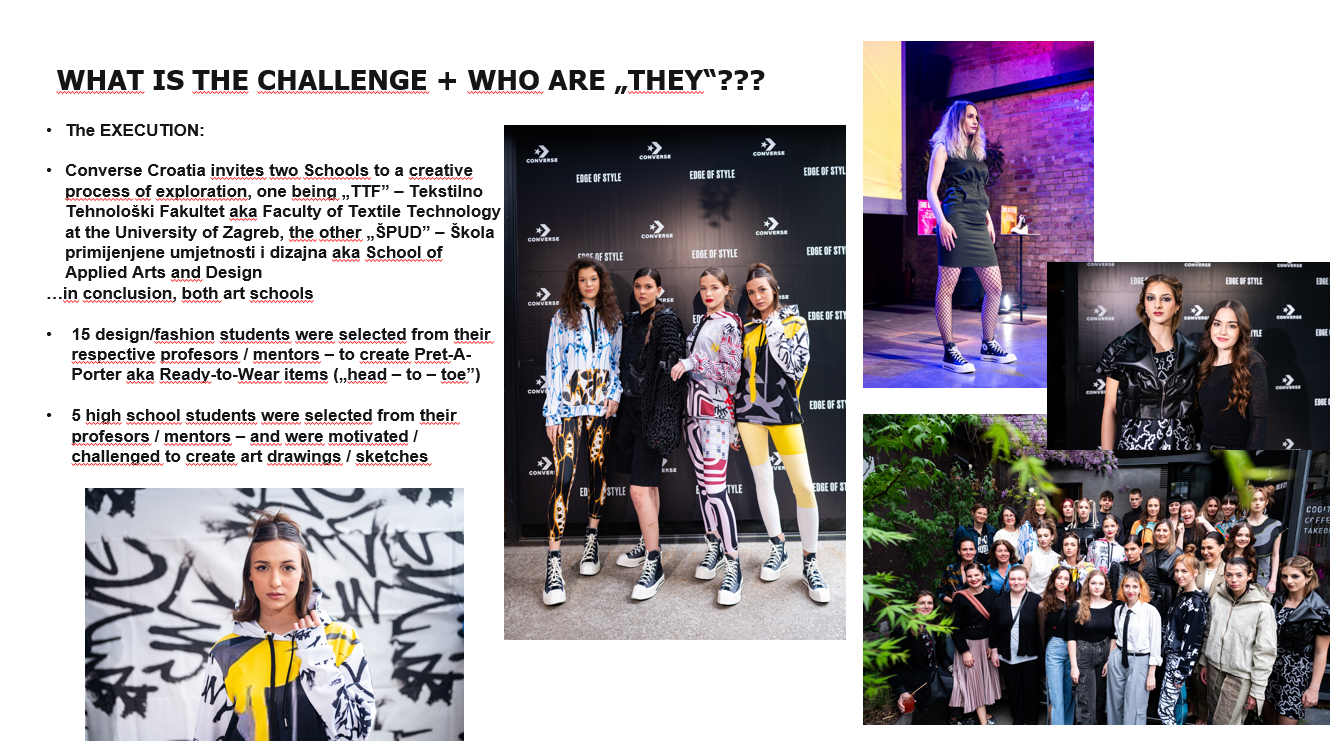 WHAT IS THE CHALLENGE + WHO ARE „THEY“???
• The EXECUTION:
• Converse Croatia invites two Schools to a creative
process of exploration, one being „TTF” – Tekstilno
Tehnološki Fakultet aka Faculty of Textile Technology
at the University of Zagreb, the other „ŠPUD” – Škola
primijenjene umjetnosti i dizajna aka School of
Applied Arts and Design
…in conclusion, both art schools
• 15 design/fashion students were selected from their
respective profesors / mentors – to create Pret-A-
Porter aka Ready-to-Wear items („head – to – toe”)
• 5 high school students were selected from their
profesors / mentors – and were motivated /
challenged to create art drawings / sketches
CONVERSE
CONVERSE
CONVERSE
EDGE OF STYLE
EDGE OF STYLE
CONVERSE
CONVERSE
CONVERSE
EDGE OF STYLE
CONVERSE
EDGE OF STYLE